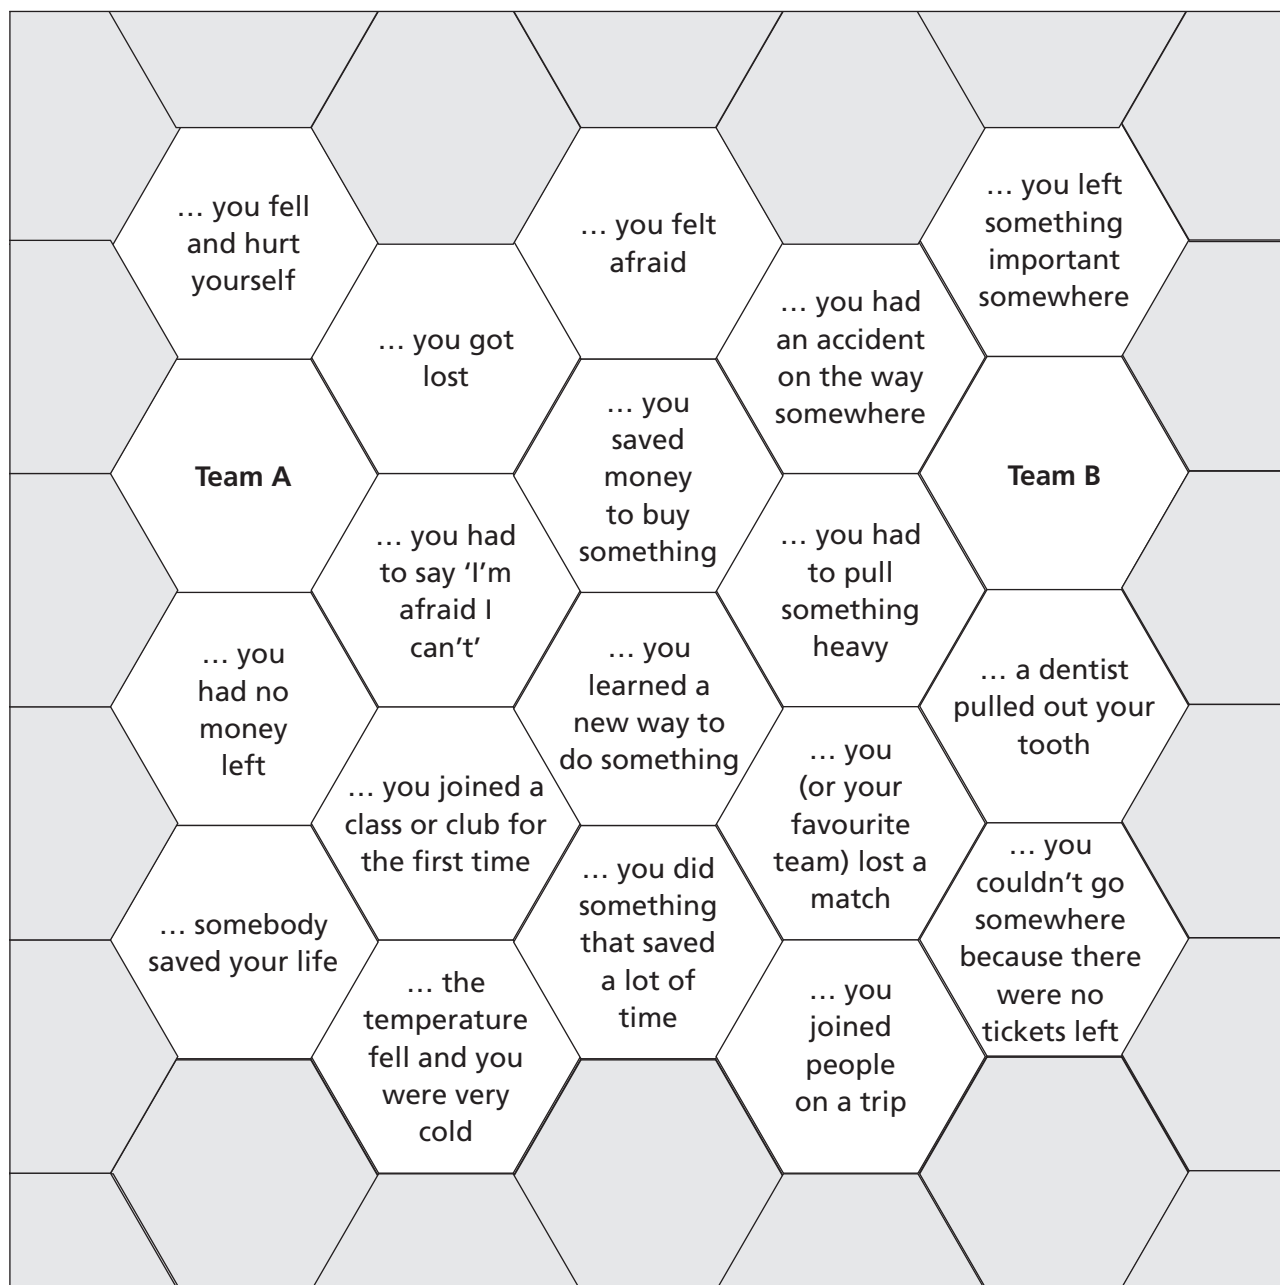 … you fell
and hurt
yourself
… you felt
afraid
… you left
something
important
somewhere
… you got
lost
… you had
an accident
on the way
somewhere
Team A
… you
saved
money
to buy
something
Team B
… you had
to say ‘I’m
afraid I
can’t’
… you had
to pull
something
heavy
… you
had no
money
left
… you
learned a
new way to
do something
… a dentist
pulled out your
tooth
… you joined a
class or club for
the first time
… you
(or your
favourite
team) lost a
match
… somebody
saved your life
… you did
something
that saved
a lot of
time
… you
couldn’t go
somewhere
because there
were no
tickets left
… the
temperature
fell and you
were very
cold
… you
joined
people
on a trip